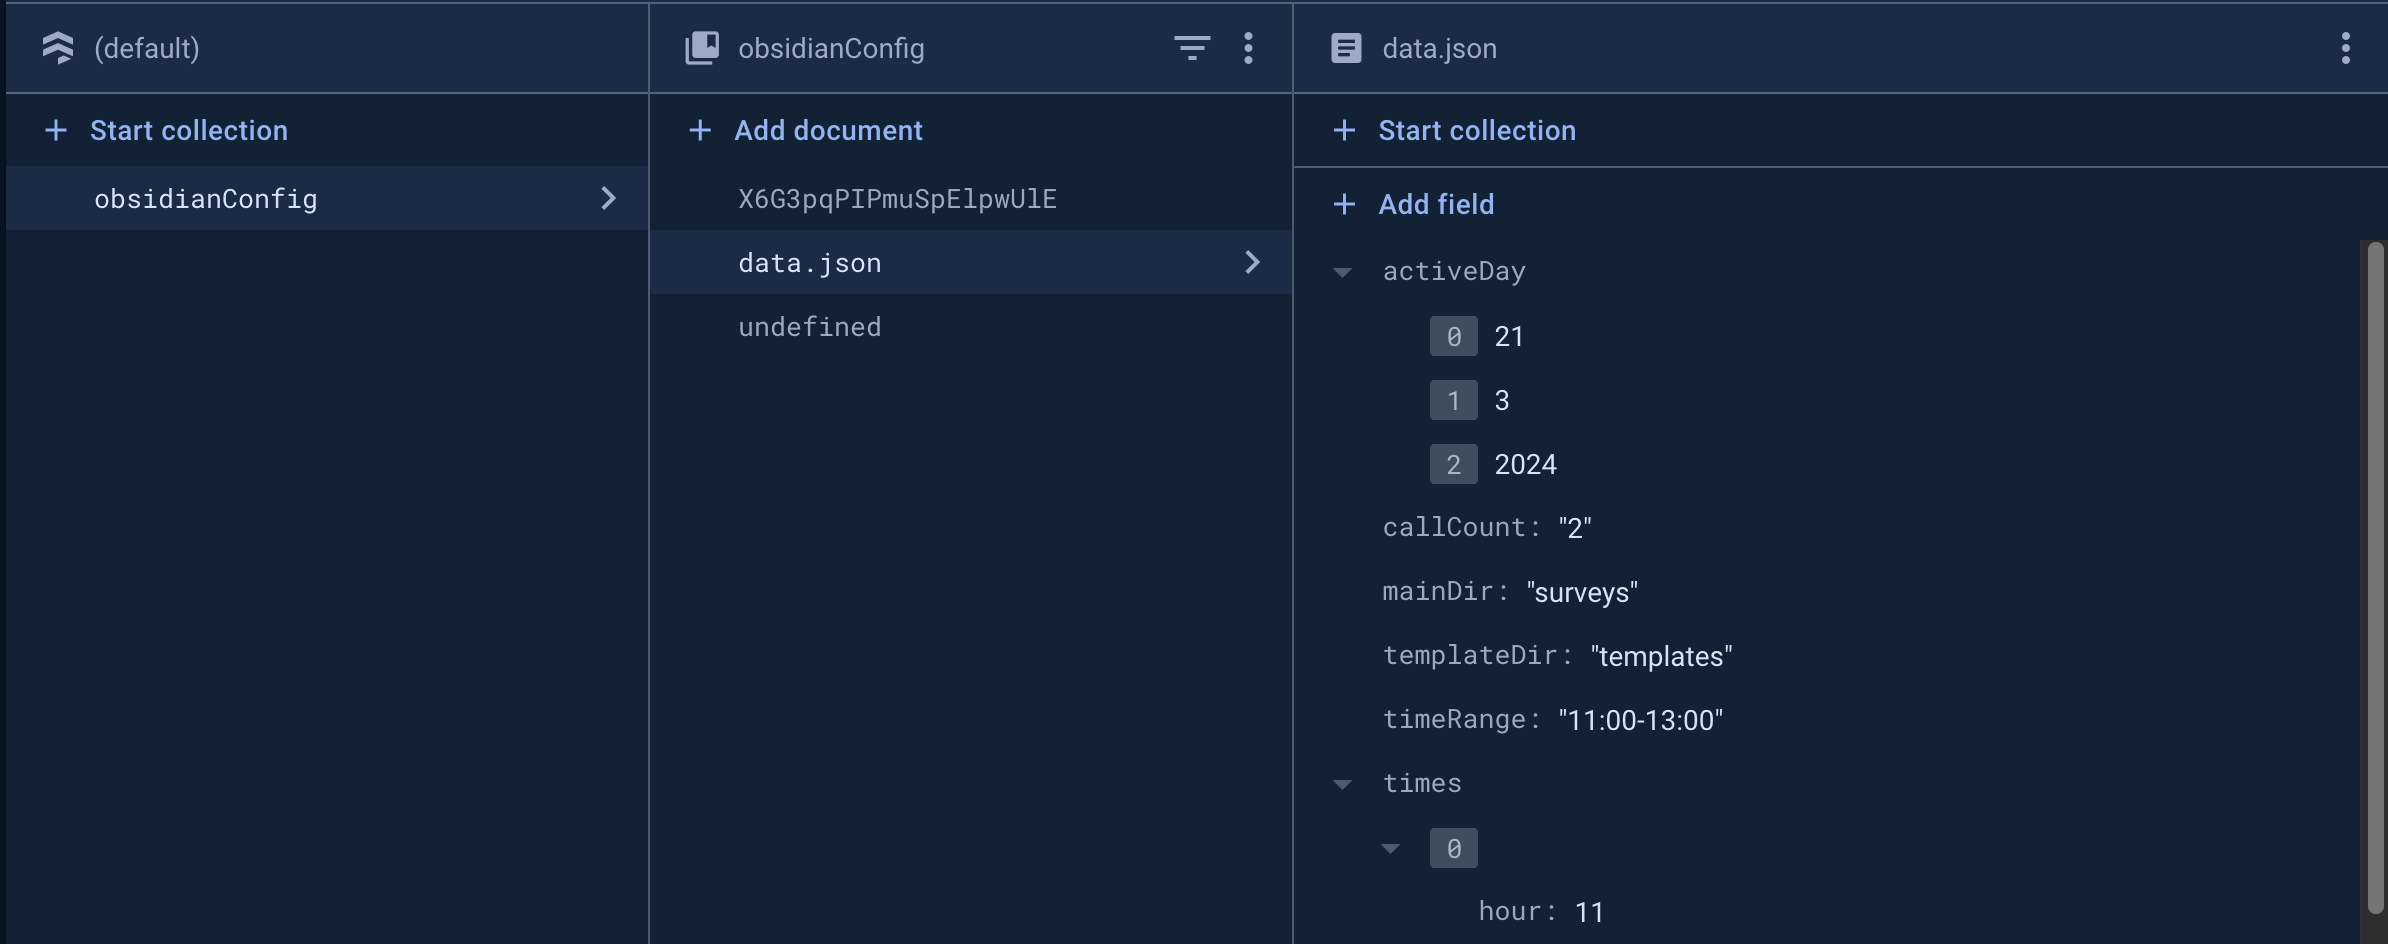 (default)
Start collection
obsidianConfig
obsidianConfig
Add document
X6G3pqPIPmuSpElpwUlE
data.json
undefined
data.json
Start collection
Add field
activeDay
0 21
1 3
2 2024
callCount: "2"
mainDir: "surveys"
templateDir: "templates"
timeRange: "11:00-13:00"
times
0
hour: 11